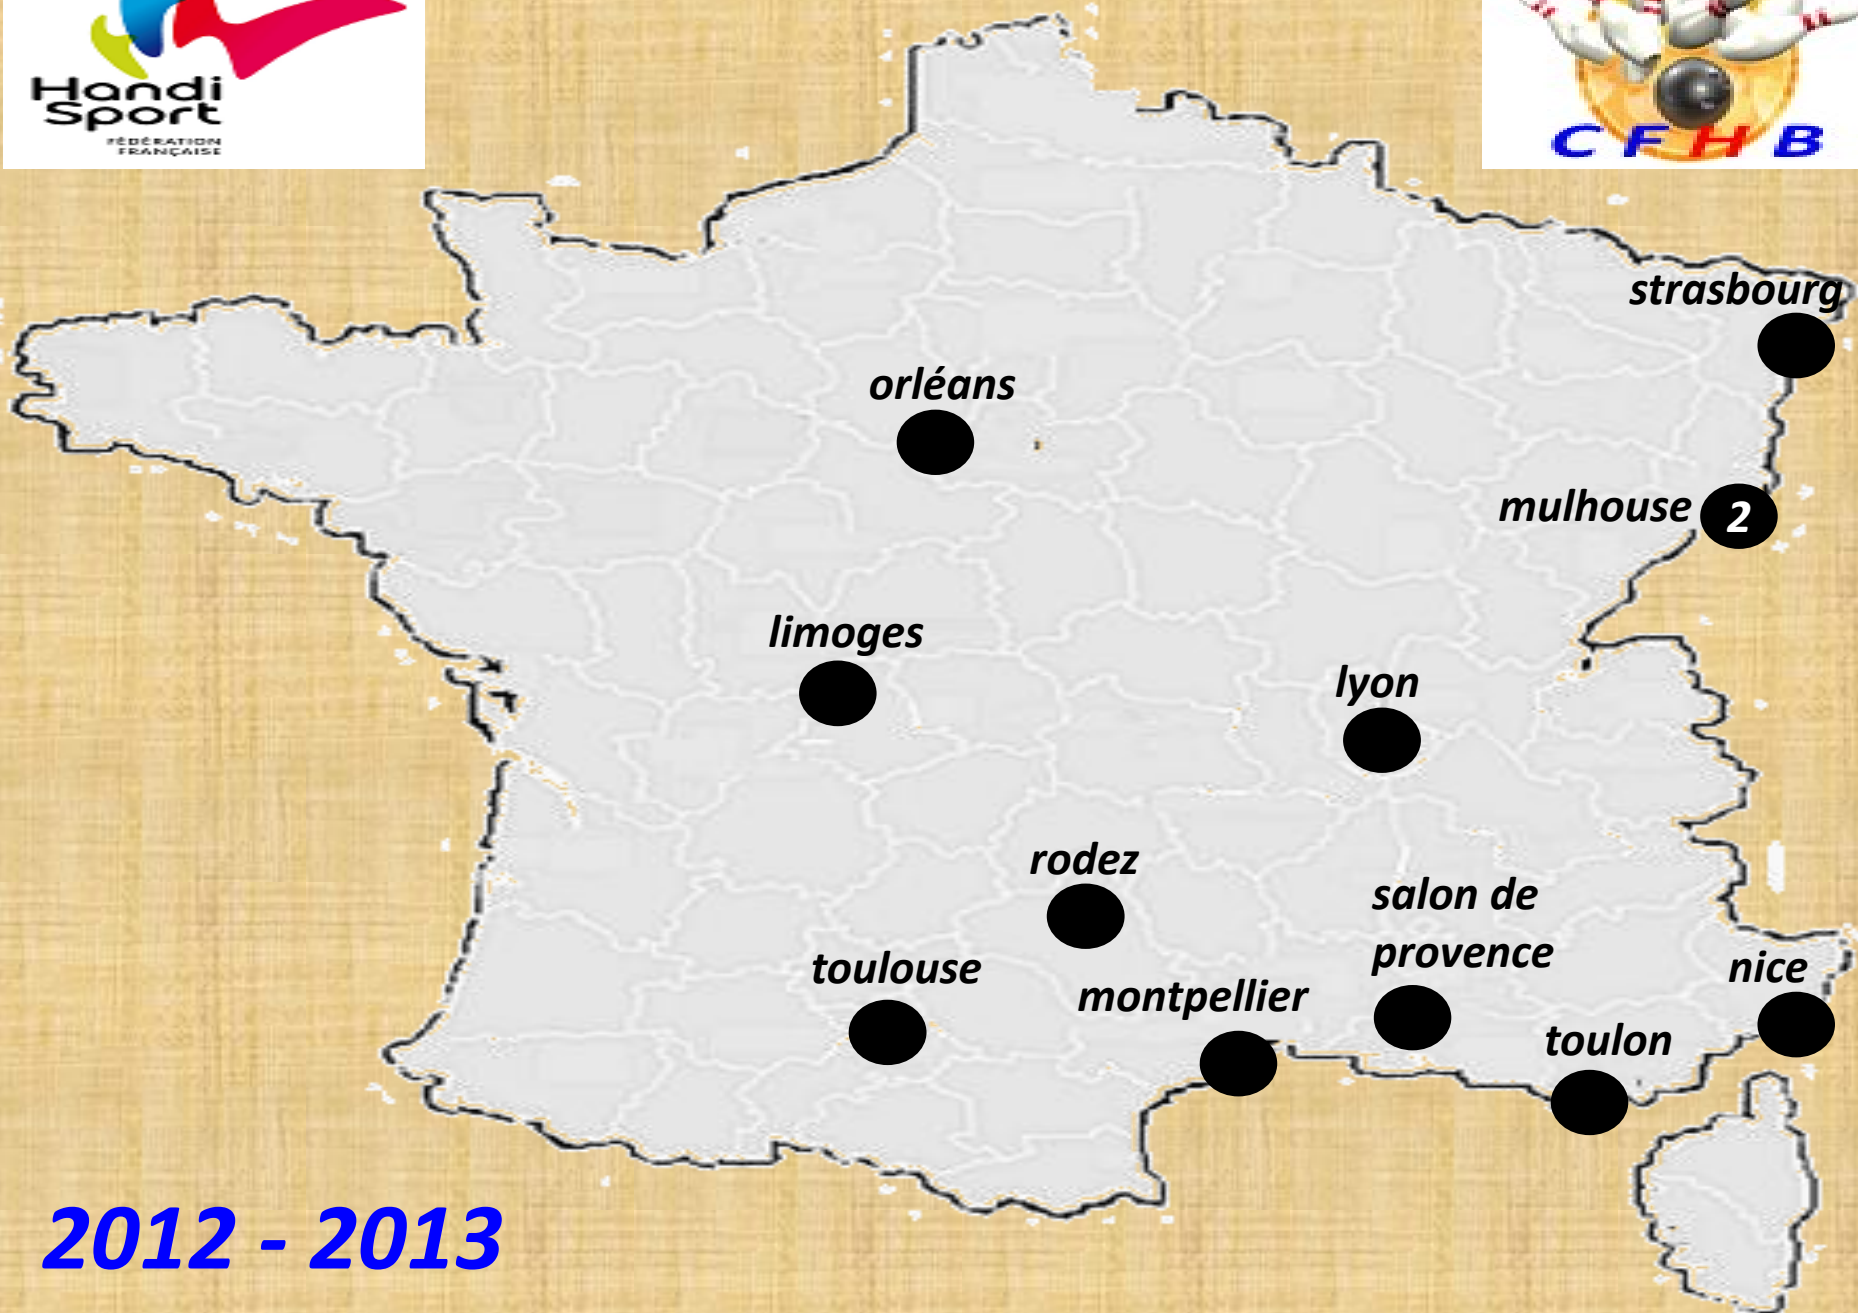 Handi
Sport
FÉDÉRATION
FRANÇAISE
C F H B
strasbourg
orléans
mulhouse 2
limoges
lyon
rodez
salon de
provence
toulouse
montpellier
nice
toulon
2012 - 2013